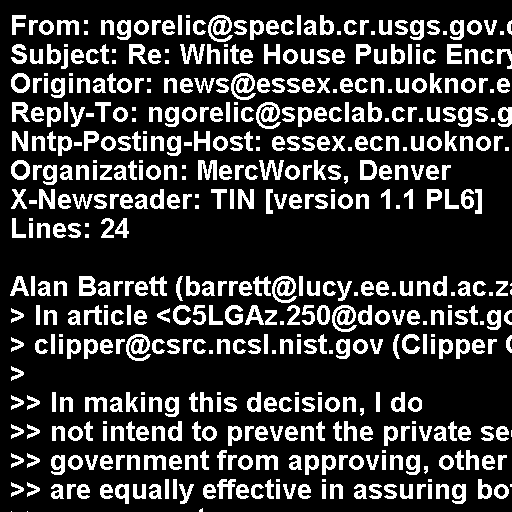 From: ngorelic@speclab.cr.usgs.gov.
Subject: Re: White House Public Encry
Originator: news@essex.ecn.uoknor.e
Reply-To: ngorelic@speclab.cr.usgs.g
Nntp-Posting-Host: essex.ecn.uoknor.
Organization: MercWorks, Denver
X-Newsreader: TIN [version 1.1 PL6]
Lines: 24

Alan Barrett (barrett@lucy.ee.und.ac.za
> In article <C5LGAz.250@dove.nist.go
> clipper@csrc.ncsl.nist.gov (Clipper C
>
>> In making this decision, I do
>> not intend to prevent the private se
>> government from approving, other
>> are equally effective in assuring bo